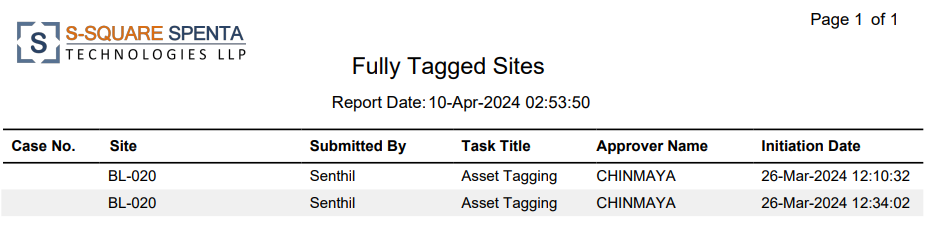 Page 1 of 1
S
S-SQUARE SPENTA
TECHNOLOGIES LLP
Fully Tagged Sites
Report Date: 10-Apr-2024 02:53:50
Case No. Site Submitted By Task Title Approver Name Initiation Date
BL-020 Senthil Asset Tagging CHINMAYA 26-Mar-2024 12:10:32
BL-020 Senthil Asset Tagging CHINMAYA 26-Mar-2024 12:34:02